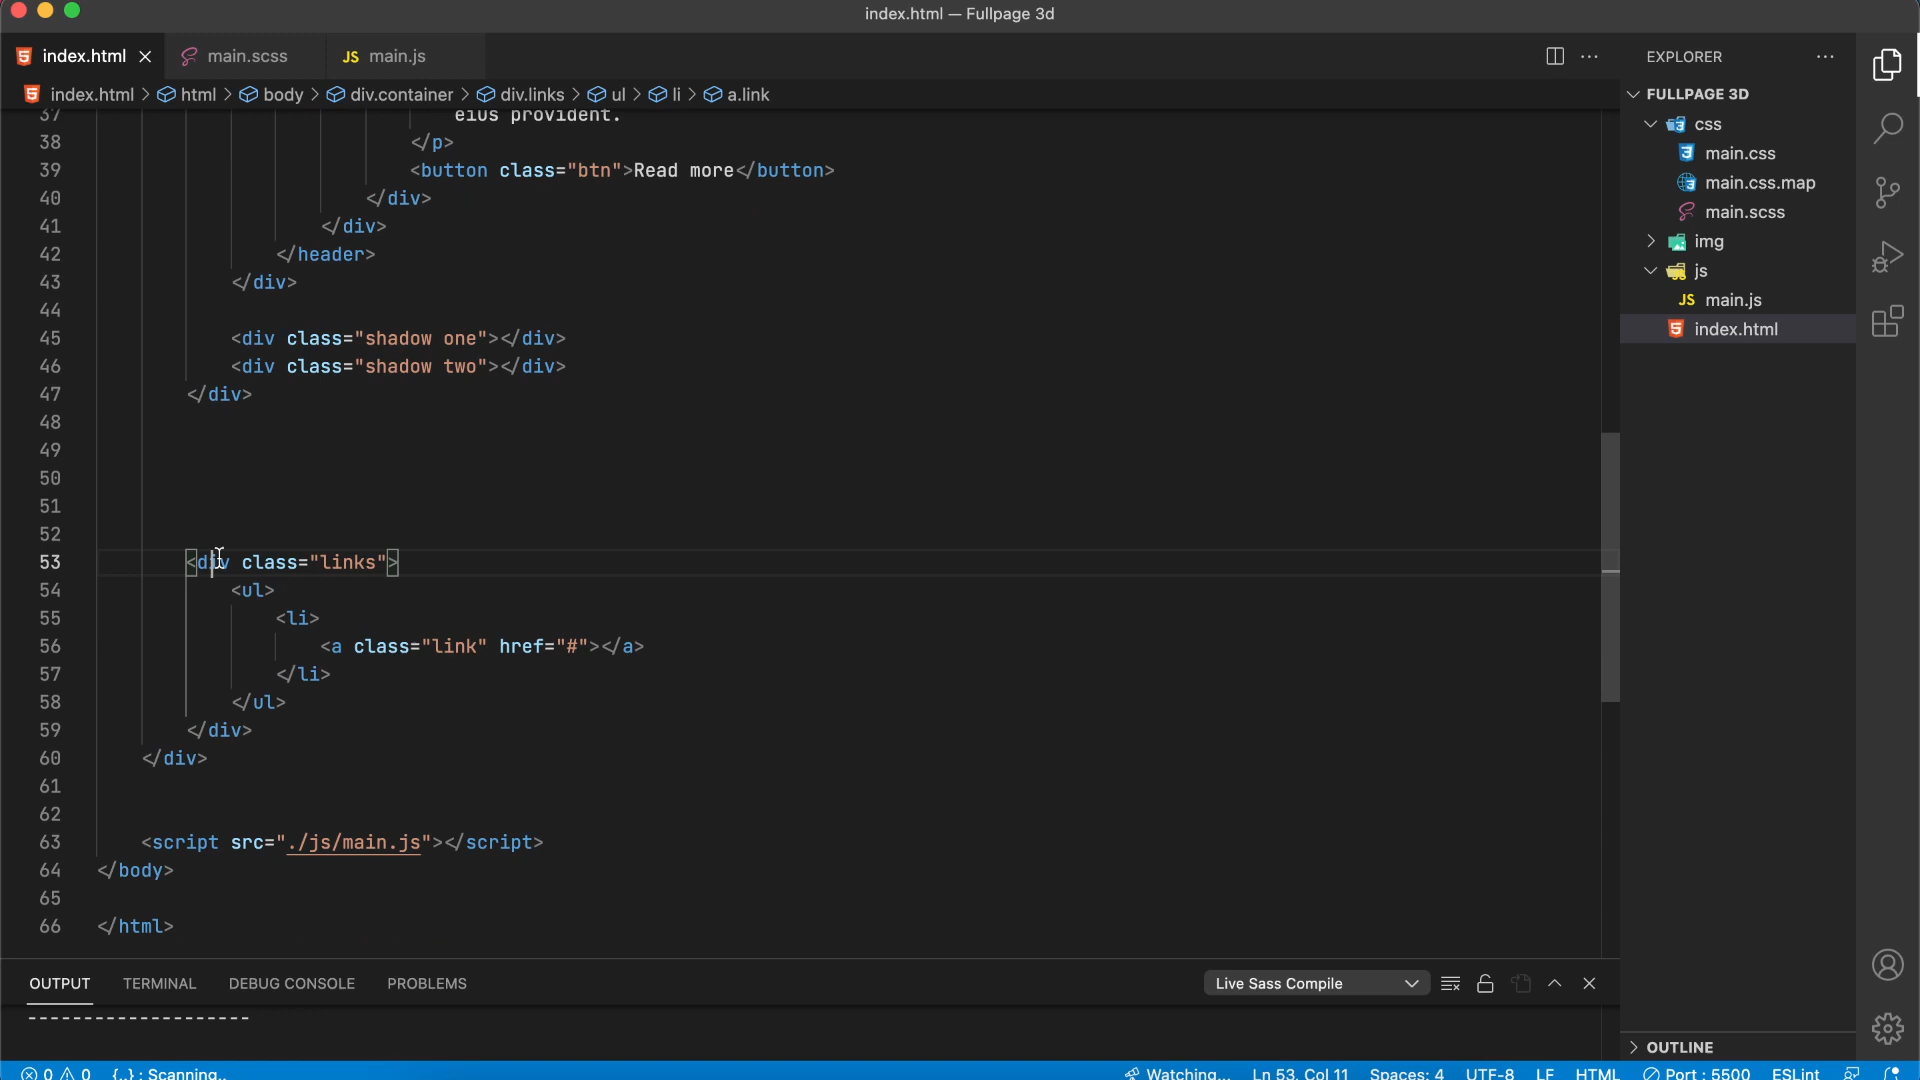 index.html — Fullpage 3d
index.html main.scss JS main.js
EXPLORER
index.html > html > body > div.container > div.links > ul > li > a.link
FULLPAGE 3D
css
main.css
main.css.map
main.scss
img
js
JS main.js
index.html
37 eius provident.
38 </p>
39 <button class="btn">Read more</button>
40 </div>
41 </div>
42 </header>
43 </div>
44
45 <div class="shadow one"></div>
46 <div class="shadow two"></div>
47 </div>
48
49
50
51
52
53 <div class="links">
54 <ul>
55 <li>
56 <a class="link" href="#"></a>
57 </li>
58 </ul>
59 </div>
60 </div>
61
62
63 <script src="./js/main.js"></script>
64 </body>
65
66 </html>
OUTPUT TERMINAL DEBUG CONSOLE PROBLEMS Live Sass Compile
--------------------
OUTLINE
0 0 {..} : Scanning.. Watching... Ln 53, Col 11 Spaces: 4 UTF-8 LF HTML Port : 5500 ESLint